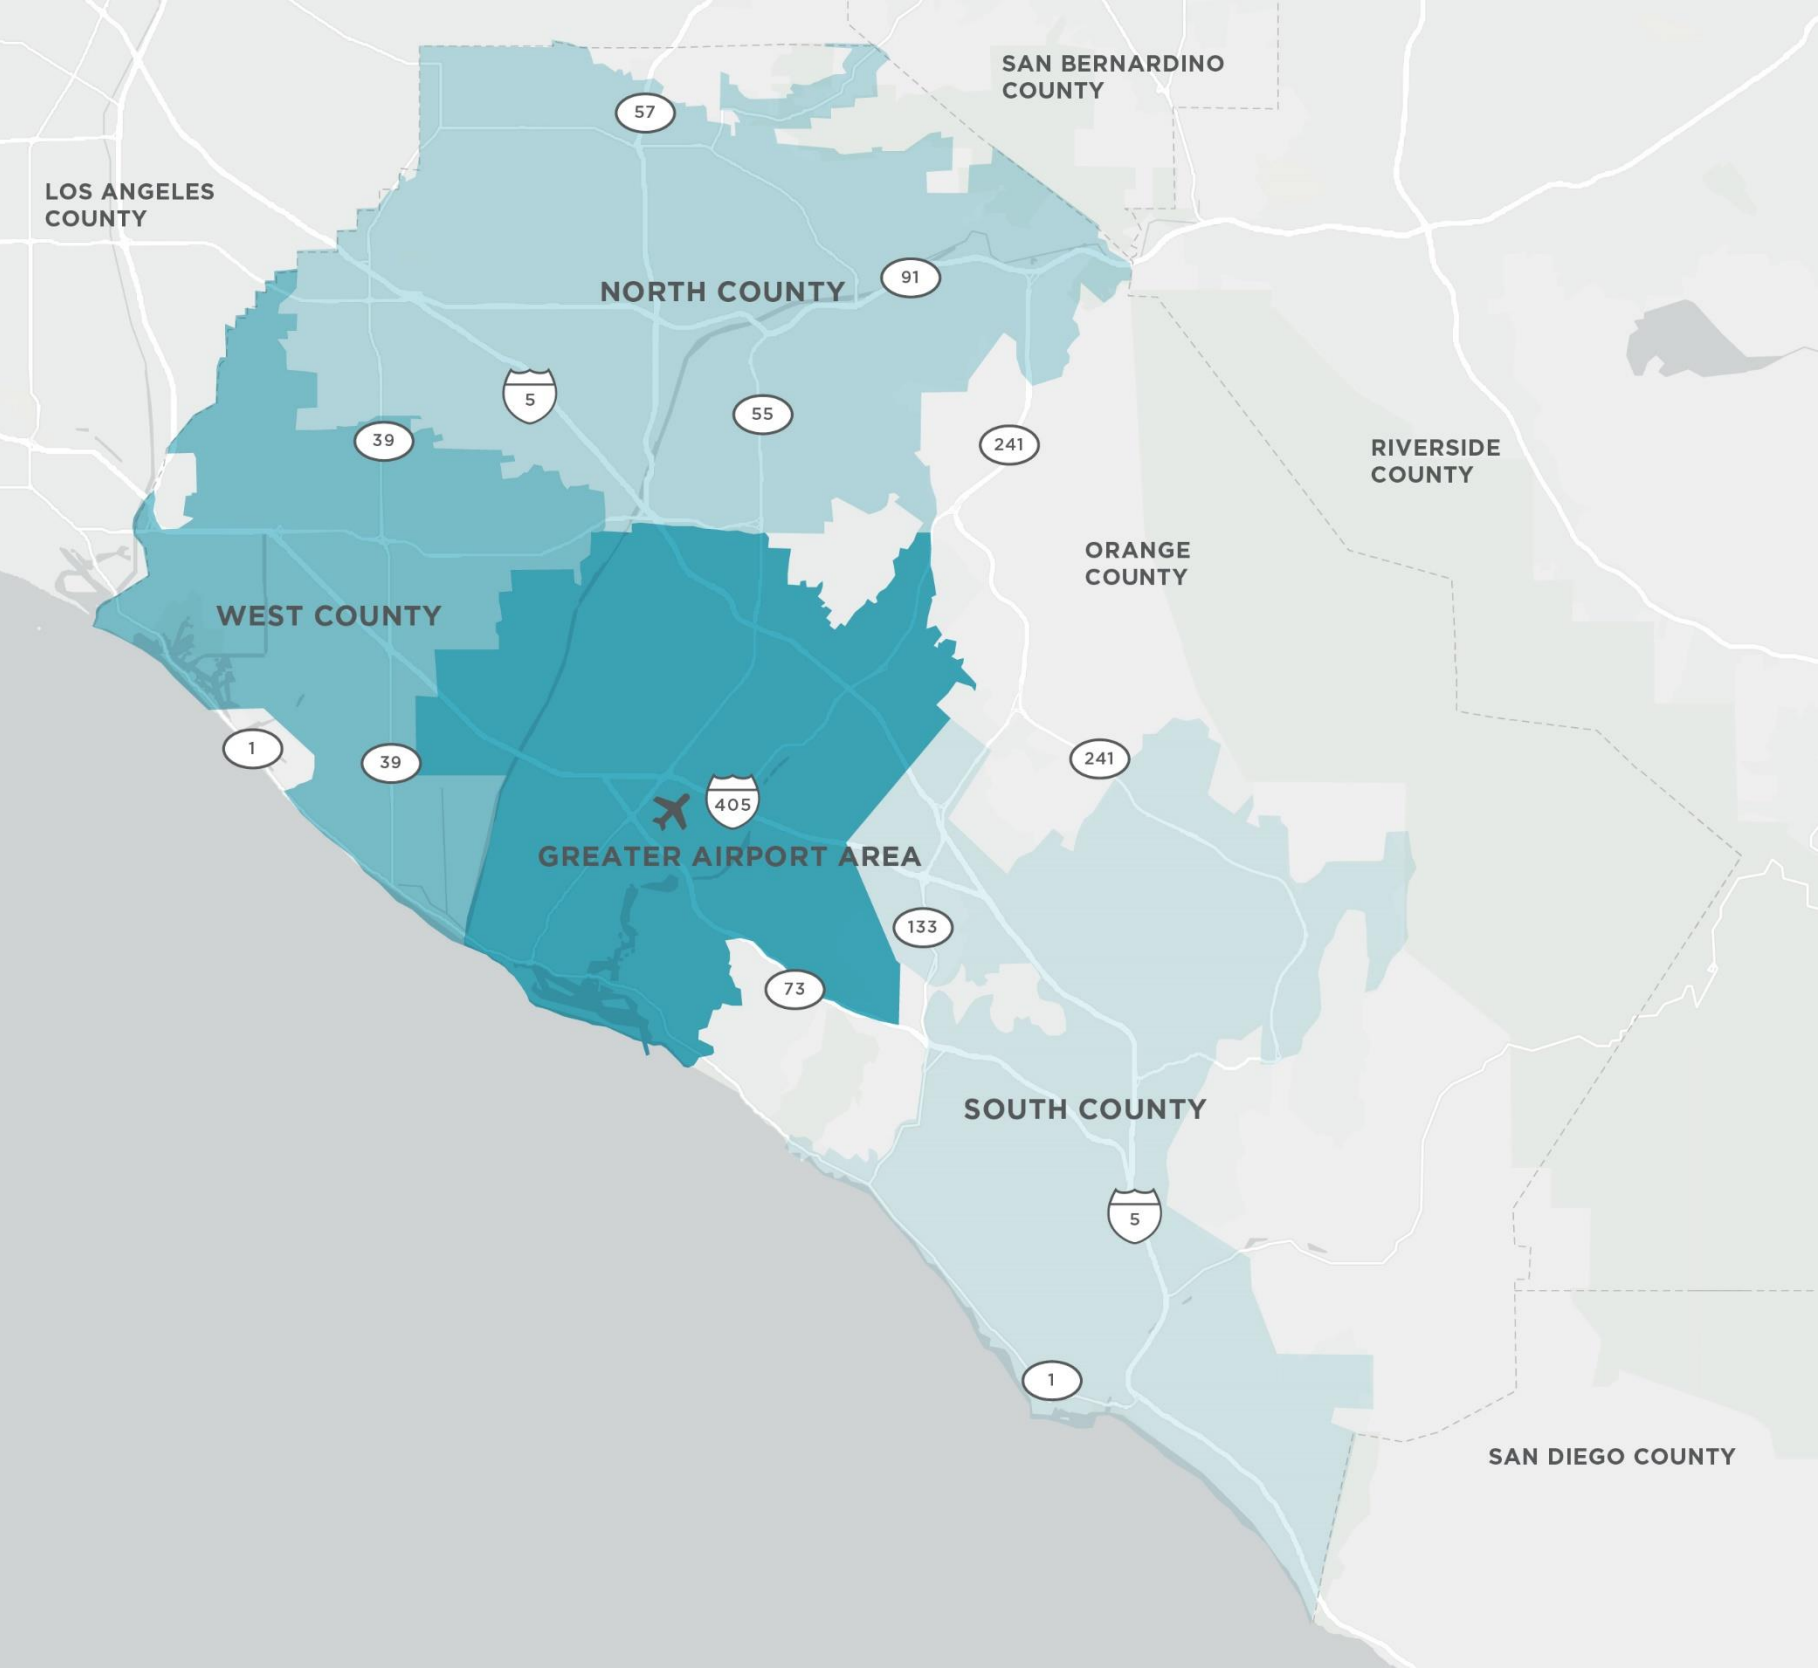 SAN BERNARDINO
COUNTY
57
LOS ANGELES
COUNTY
91
NORTH COUNTY
5
55
39
241
RIVERSIDE
COUNTY
ORANGE
COUNTY
WEST COUNTY
1
39
241
405
GREATER AIRPORT AREA
133
73
SOUTH COUNTY
5
1
SAN DIEGO COUNTY